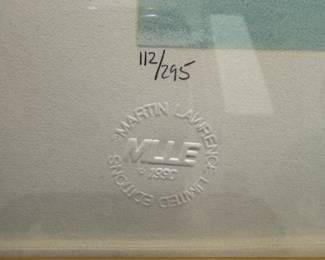 112/295
MARTIN LAWRENCE LIMITED EDITIONS
MLLE
© 1990